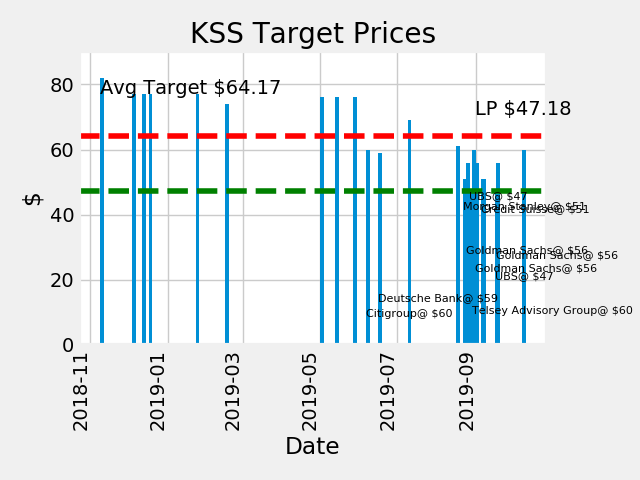 KSS Target Prices
80
60
40
20
0
$
Avg Target $64.17
LP $47.18
UBS@ $47
Morgan Stanley@ $51
Credit Suisse@ $51
Goldman Sachs@ $56
Goldman Sachs@ $56
Goldman Sachs@ $56
UBS@ $47
Deutsche Bank@ $59
Telsey Advisory Group@ $60
Citigroup@ $60
2018-11
2019-01
2019-03
2019-05
2019-07
2019-09
Date